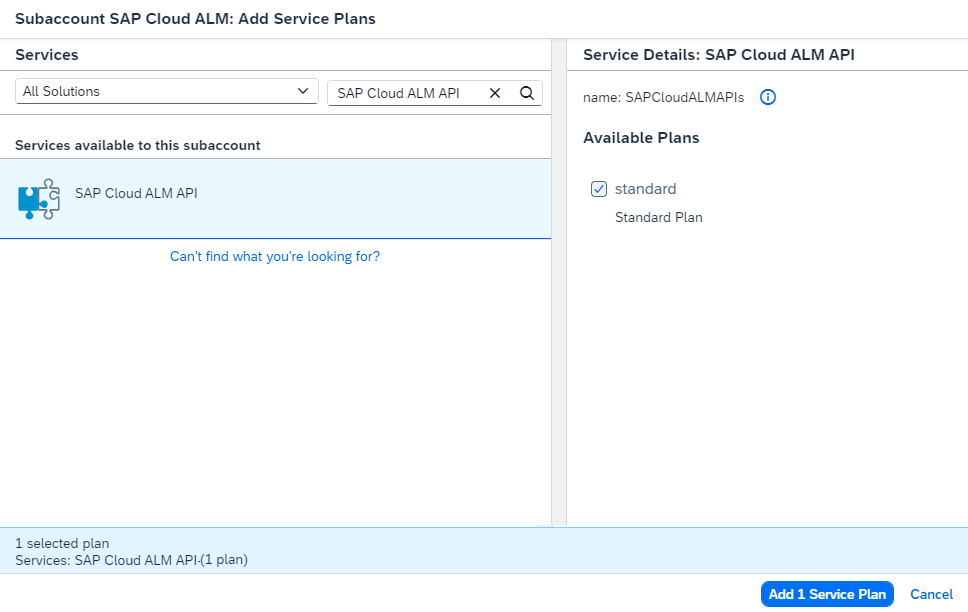 Subaccount SAP Cloud ALM: Add Service Plans
Services
All Solutions
SAP Cloud ALM API
Services available to this subaccount
SAP Cloud ALM API
Can't find what you're looking for?
Service Details: SAP Cloud ALM API
name: SAPCloudALMAPIs
Available Plans
standard
Standard Plan
1 selected plan
Services: SAP Cloud ALM API·(1 plan)
Add 1 Service Plan
Cancel